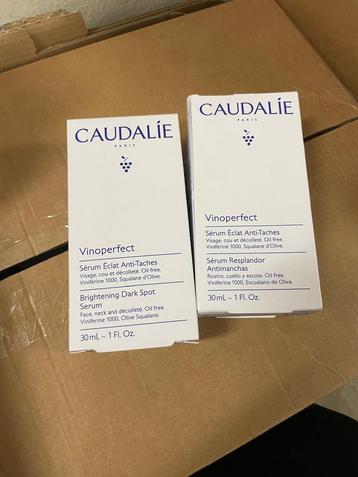 CAUDALÍE
PARIS
Vinoperfect
Sérum Éclat Anti-Taches
Visage, cou et décolleté. Oil free.
Viniférine 1000, Squalane d'Olive.
Brightening Dark Spot
Serum
Face, neck and décolleté. Oil free.
Viniferine 1000, Olive Squalane.
30mL – 1 Fl. Oz.
CAUDALÍE
PARIS
Vinoperfect
Sérum Éclat Anti-Taches
Visage, cou et décolleté. Oil free.
Viniférine 1000, Squalane d'Olive.
Sérum Resplandor
Antimanchas
Rostro, cuello y escote. Oil free.
Viniferina 1000, Escualano de Oliva.
30mL – 1 Fl. Oz.